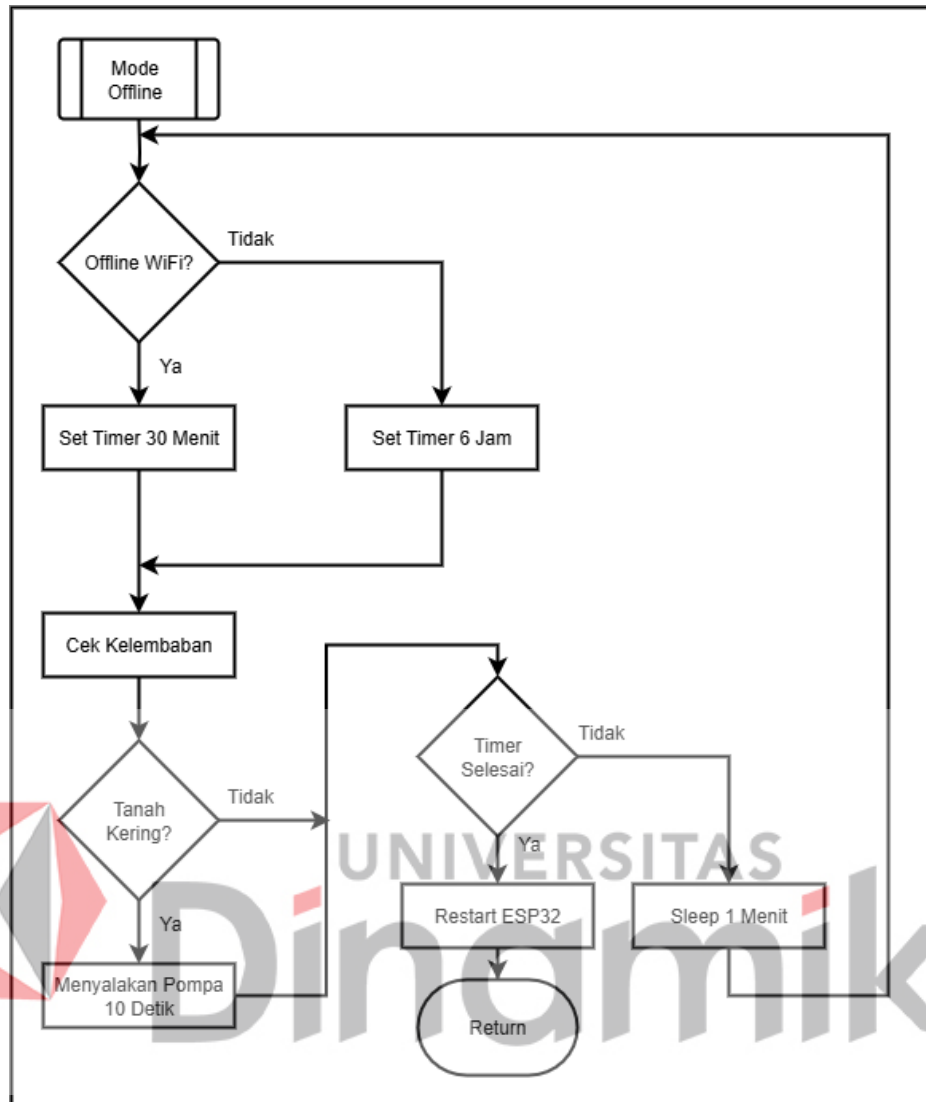 Mode
Offline
Offline WiFi?
Tidak
Ya
Set Timer 30 Menit
Set Timer 6 Jam
Cek Kelembaban
Tanah
Kering?
Tidak
Ya
Menyalakan Pompa
10 Detik
Timer
Selesai?
Tidak
Ya
Restart ESP32
Sleep 1 Menit
Return
UNIVERSITAS
Dinamik